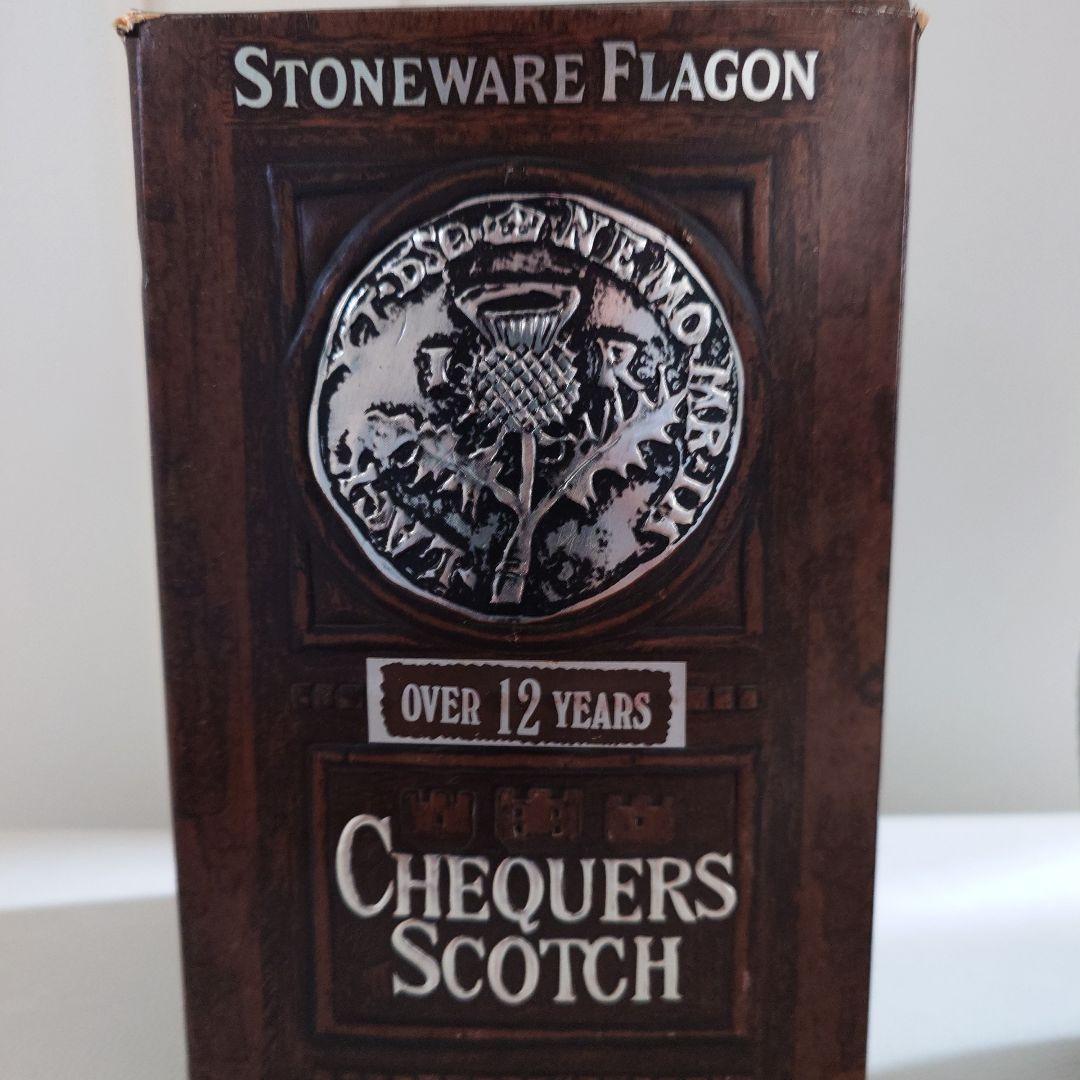 STONEWARE FLAGON
NEMO
I R
OVER 12 YEARS
CHEQUERS
SCOTCH